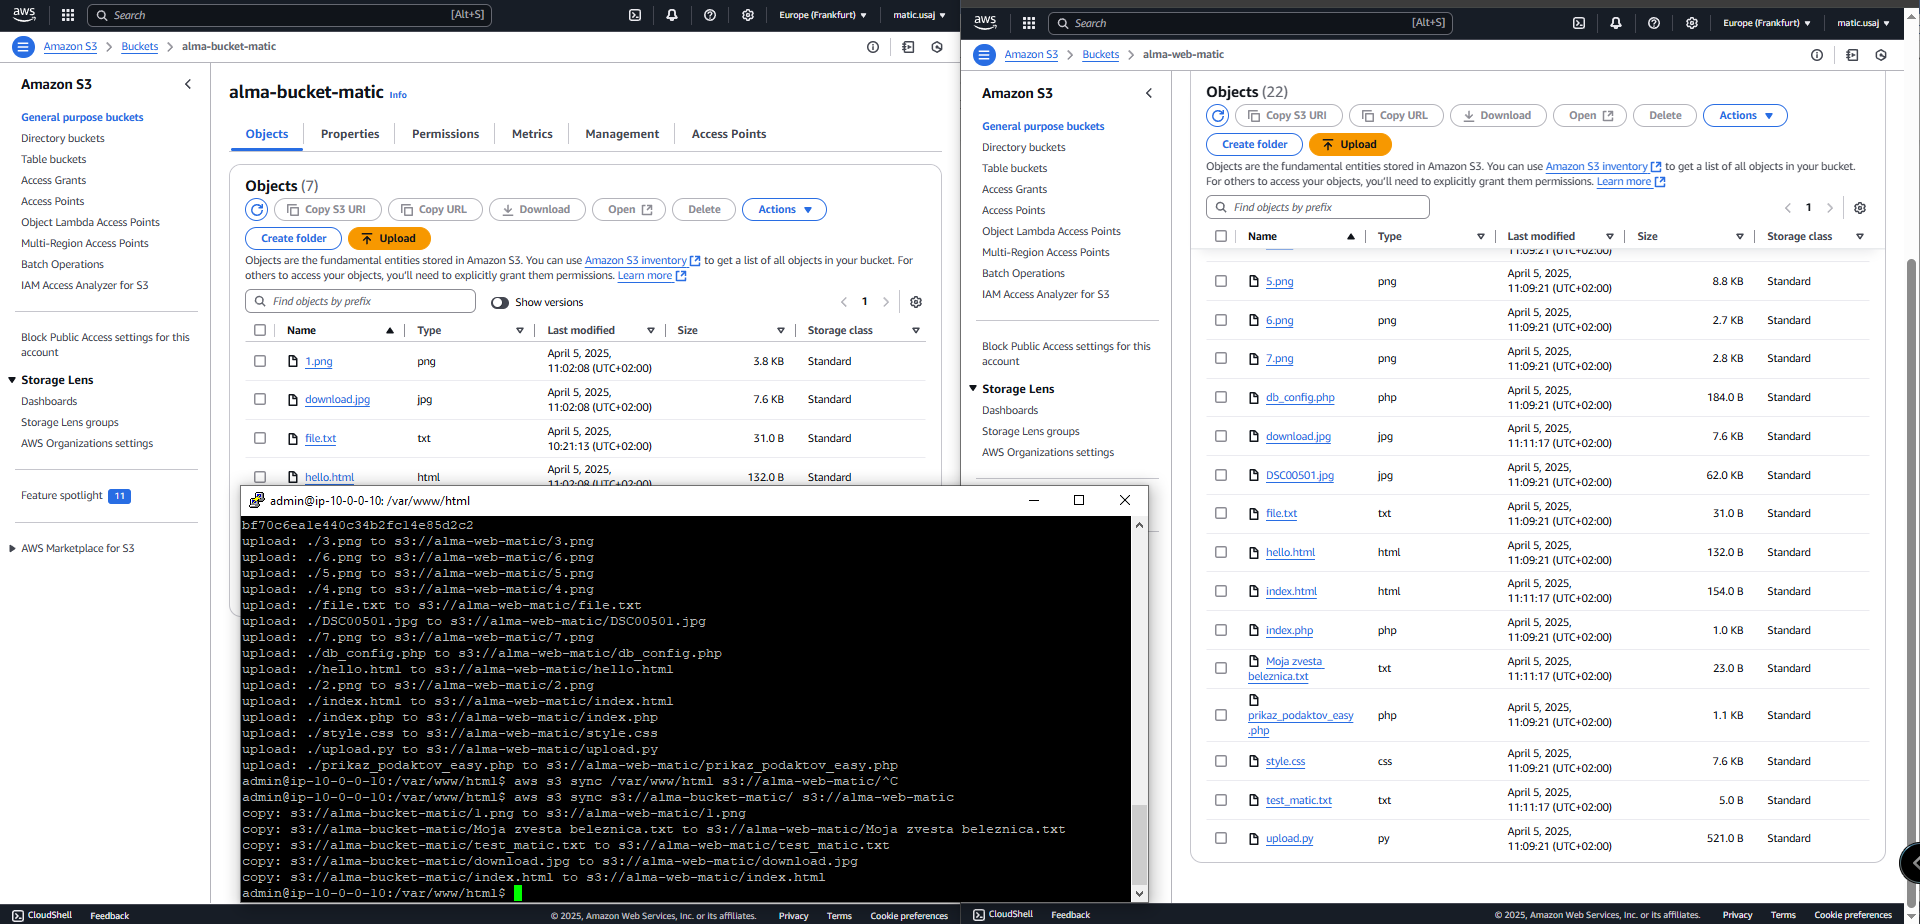 aws
Search
[Alt+S]
Europe (Frankfurt)
matic.usaj
Amazon S3
Buckets
alma-bucket-matic
Amazon S3
General purpose buckets
Directory buckets
Table buckets
Access Grants
Access Points
Object Lambda Access Points
Multi-Region Access Points
Batch Operations
IAM Access Analyzer for S3
Block Public Access settings for this
account
Storage Lens
Dashboards
Storage Lens groups
AWS Organizations settings
Feature spotlight 11
AWS Marketplace for S3
alma-bucket-matic Info
Objects Properties Permissions Metrics Management Access Points
Objects (7)
Copy S3 URI Copy URL Download Open Delete Actions
Create folder Upload
Objects are the fundamental entities stored in Amazon S3. You can use Amazon S3 inventory to get a list of all objects in your bucket. For
others to access your objects, you'll need to explicitly grant them permissions. Learn more
Find objects by prefix Show versions 1
Name Type Last modified Size Storage class
1.png png April 5, 2025, 11:02:08 (UTC+02:00) 3.8 KB Standard
download.jpg jpg April 5, 2025, 11:02:08 (UTC+02:00) 7.6 KB Standard
file.txt txt April 5, 2025, 10:21:13 (UTC+02:00) 31.0 B Standard
hello.html html April 5, 2025, 11:02:08 (UTC+02:00) 132.0 B Standard
admin@ip-10-0-0-10: /var/www/html
bf70c6ea1e440c34b2fc14e85d2c2
upload: ./3.png to s3://alma-web-matic/3.png
upload: ./6.png to s3://alma-web-matic/6.png
upload: ./5.png to s3://alma-web-matic/5.png
upload: ./4.png to s3://alma-web-matic/4.png
upload: ./file.txt to s3://alma-web-matic/file.txt
upload: ./DSC00501.jpg to s3://alma-web-matic/DSC00501.jpg
upload: ./7.png to s3://alma-web-matic/7.png
upload: ./db_config.php to s3://alma-web-matic/db_config.php
upload: ./hello.html to s3://alma-web-matic/hello.html
upload: ./2.png to s3://alma-web-matic/2.png
upload: ./index.html to s3://alma-web-matic/index.html
upload: ./index.php to s3://alma-web-matic/index.php
upload: ./style.css to s3://alma-web-matic/style.css
upload: ./upload.py to s3://alma-web-matic/upload.py
upload: ./prikaz_podaktov_easy.php to s3://alma-web-matic/prikaz_podaktov_easy.php
admin@ip-10-0-0-10:/var/www/html$ aws s3 sync /var/www/html s3://alma-web-matic/^C
admin@ip-10-0-0-10:/var/www/html$ aws s3 sync s3://alma-bucket-matic/ s3://alma-web-matic
copy: s3://alma-bucket-matic/1.png to s3://alma-web-matic/1.png
copy: s3://alma-bucket-matic/Moja zvesta beleznica.txt to s3://alma-web-matic/Moja zvesta beleznica.txt
copy: s3://alma-bucket-matic/test_matic.txt to s3://alma-web-matic/test_matic.txt
copy: s3://alma-bucket-matic/download.jpg to s3://alma-web-matic/download.jpg
copy: s3://alma-bucket-matic/index.html to s3://alma-web-matic/index.html
admin@ip-10-0-0-10:/var/www/html$
CloudShell Feedback © 2025, Amazon Web Services, Inc. or its affiliates. Privacy Terms Cookie preferences
aws
Search
[Alt+S]
Europe (Frankfurt)
matic.usaj
Amazon S3
Buckets
alma-web-matic
Amazon S3
General purpose buckets
Directory buckets
Table buckets
Access Grants
Access Points
Object Lambda Access Points
Multi-Region Access Points
Batch Operations
IAM Access Analyzer for S3
Block Public Access settings for this
account
Storage Lens
Dashboards
Storage Lens groups
AWS Organizations settings
Objects (22)
Copy S3 URI Copy URL Download Open Delete Actions
Create folder Upload
Objects are the fundamental entities stored in Amazon S3. You can use Amazon S3 inventory to get a list of all objects in your bucket.
For others to access your objects, you'll need to explicitly grant them permissions. Learn more
Find objects by prefix 1
Name Type Last modified Size Storage class
11:09:21 (UTC+02:00)
5.png png April 5, 2025, 11:09:21 (UTC+02:00) 8.8 KB Standard
6.png png April 5, 2025, 11:09:21 (UTC+02:00) 2.7 KB Standard
7.png png April 5, 2025, 11:09:21 (UTC+02:00) 2.8 KB Standard
db_config.php php April 5, 2025, 11:09:21 (UTC+02:00) 184.0 B Standard
download.jpg jpg April 5, 2025, 11:11:17 (UTC+02:00) 7.6 KB Standard
DSC00501.jpg jpg April 5, 2025, 11:09:21 (UTC+02:00) 62.0 KB Standard
file.txt txt April 5, 2025, 11:09:21 (UTC+02:00) 31.0 B Standard
hello.html html April 5, 2025, 11:09:21 (UTC+02:00) 132.0 B Standard
index.html html April 5, 2025, 11:11:17 (UTC+02:00) 154.0 B Standard
index.php php April 5, 2025, 11:09:21 (UTC+02:00) 1.0 KB Standard
Moja zvesta beleznica.txt txt April 5, 2025, 11:11:17 (UTC+02:00) 23.0 B Standard
prikaz_podaktov_easy.php php April 5, 2025, 11:09:21 (UTC+02:00) 1.1 KB Standard
style.css css April 5, 2025, 11:09:21 (UTC+02:00) 7.6 KB Standard
test_matic.txt txt April 5, 2025, 11:11:17 (UTC+02:00) 5.0 B Standard
upload.py py April 5, 2025, 11:09:21 (UTC+02:00) 521.0 B Standard
CloudShell Feedback © 2025, Amazon Web Services, Inc. or its affiliates. Privacy Terms Cookie preferences